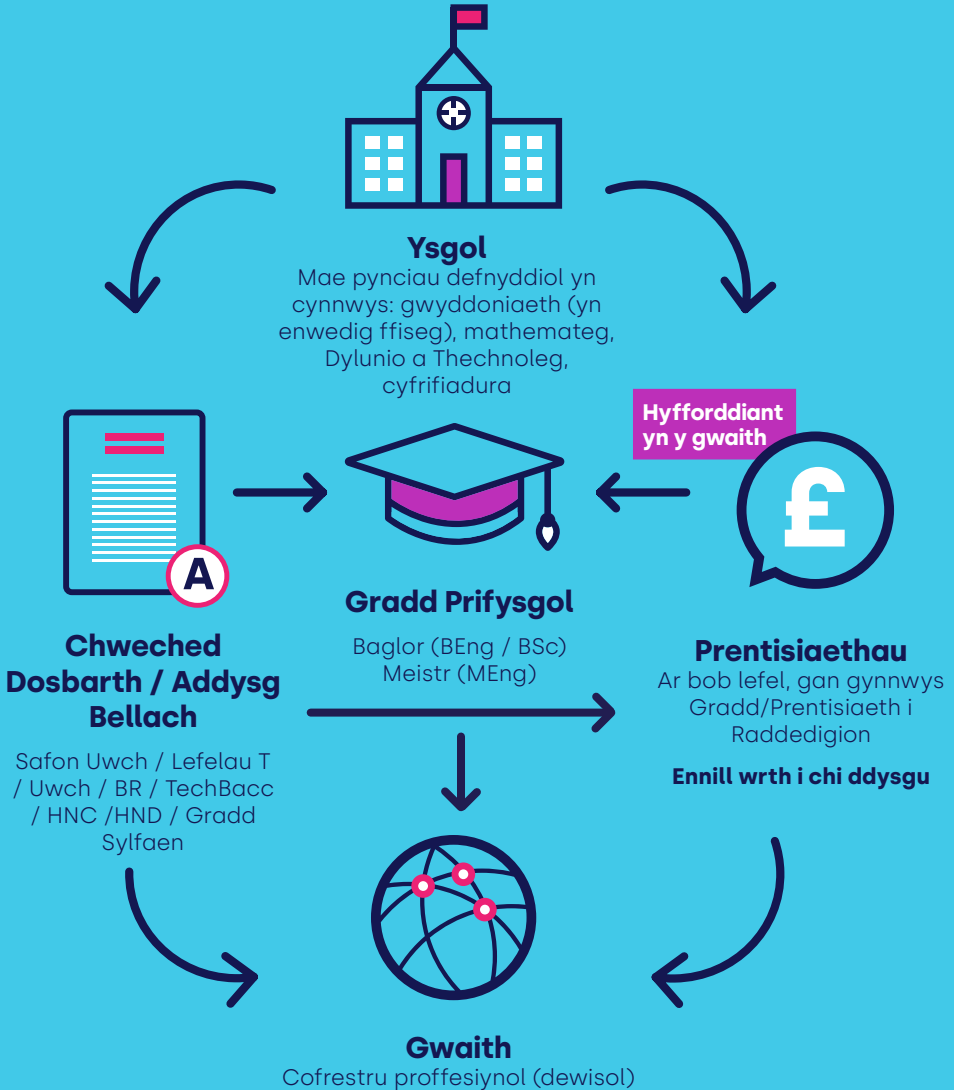 Ysgol
Mae pynciau defnyddiol yn
cynnwys: gwyddoniaeth (yn
enwedig ffiseg), mathemateg,
Dylunio a Thechnoleg,
cyfrifiadura
Hyfforddiant
yn y gwaith
£
A
Gradd Prifysgol
Baglor (BEng / BSc)
Meistr (MEng)
Chweched
Dosbarth / Addysg
Bellach
Safon Uwch / Lefelau T
/ Uwch / BR / TechBacc
/ HNC /HND / Gradd
Sylfaen
Prentisiaethau
Ar bob lefel, gan gynnwys
Gradd/Prentisiaeth i
Raddedigion
Ennill wrth i chi ddysgu
Gwaith
Cofrestru proffesiynol (dewisol)